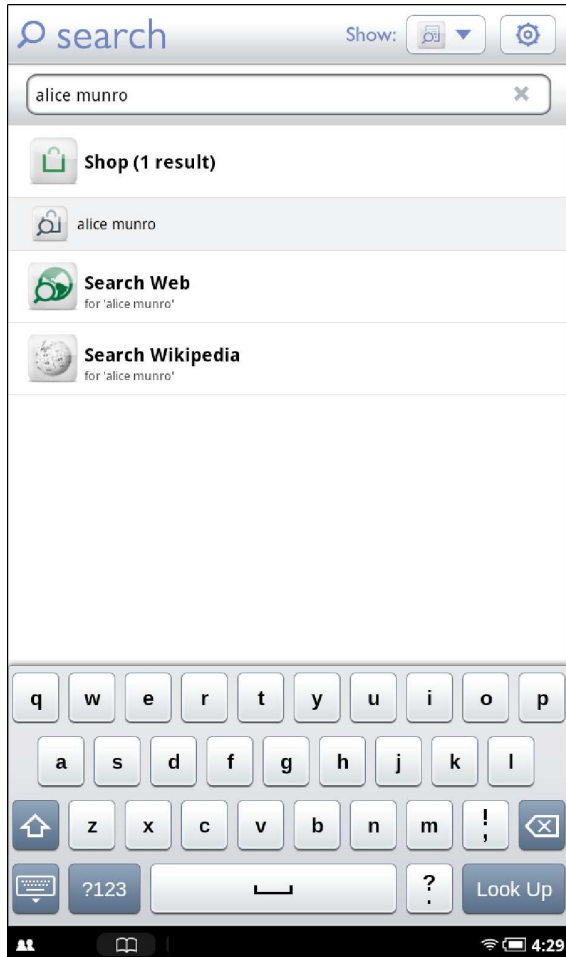 search Show:
alice munro
Shop (1 result)
alice munro
Search Web
for 'alice munro'
Search Wikipedia
for 'alice munro'
q w e r t y u i o p
a s d f g h j k l
z x c v b n m ! ,
?123 ? . Look Up
4:29